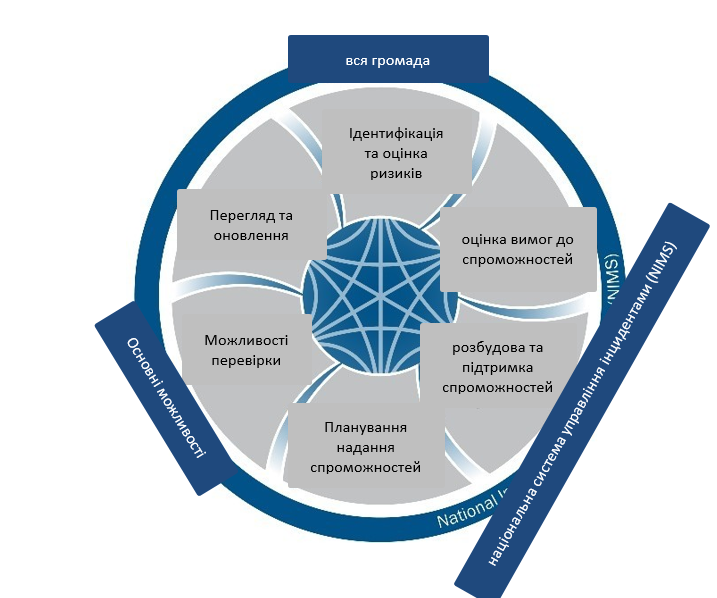 вся громада
Ідентифікація
та оцінка
ризиків
Перегляд та
оновлення
оцінка вимог до
спроможностей
(NIMS)
Можливості
перевірки
розбудова та
підтримка
спроможностей
Планування
надання
спроможностей
Основні можливості
національна система управління інцидентами (NIMS)
National